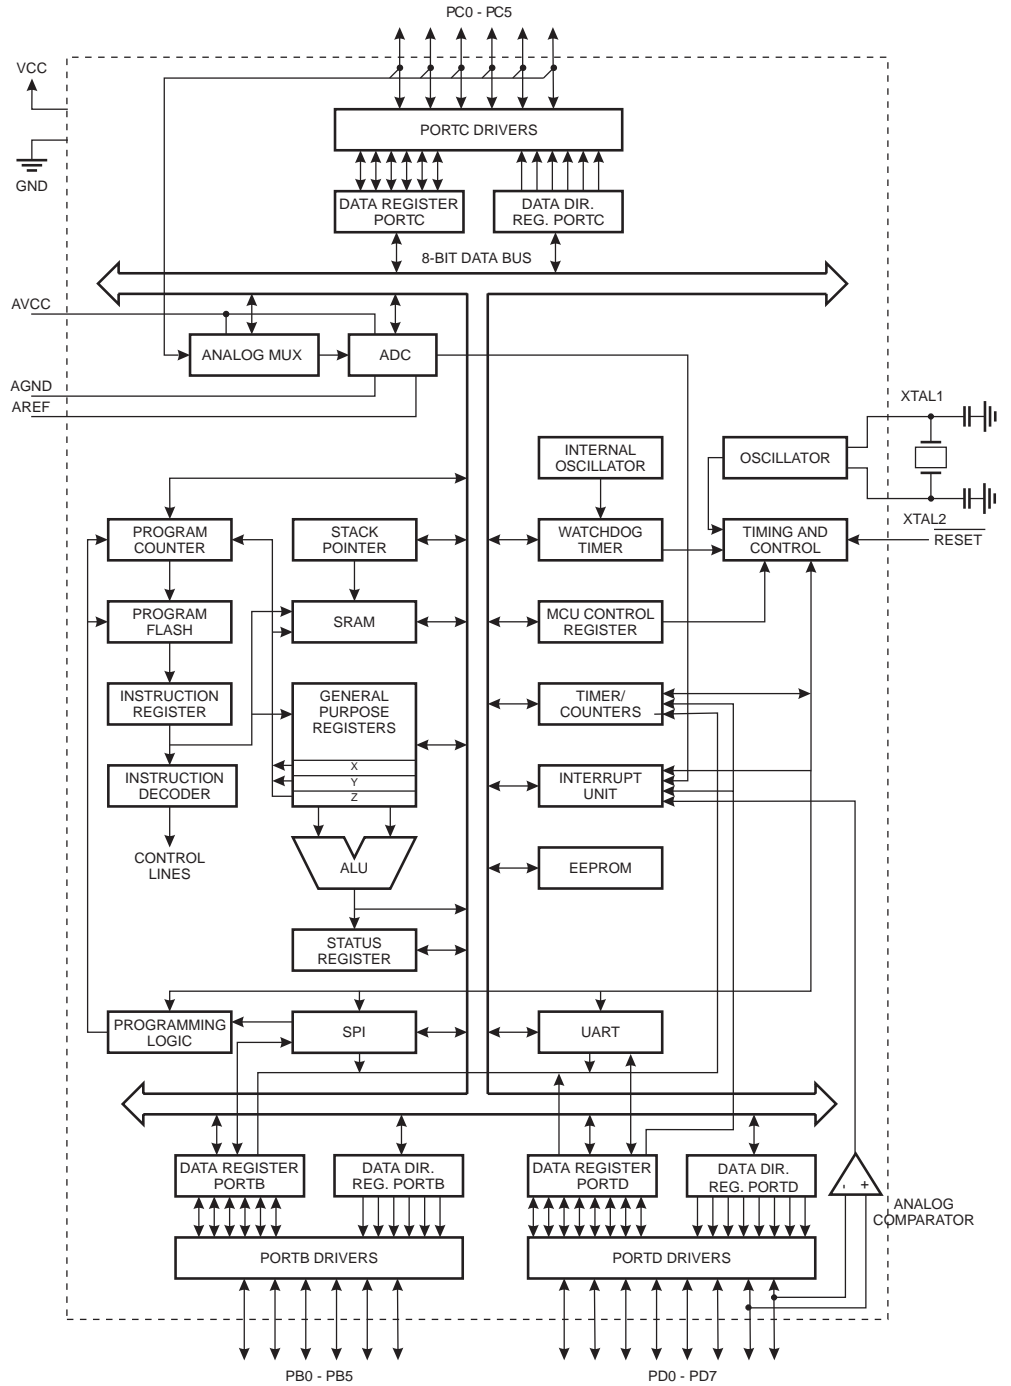 PC0 - PC5
VCC
PORTC DRIVERS
GND
DATA REGISTER
PORTC
DATA DIR.
REG. PORTC
8-BIT DATA BUS
AVCC
ANALOG MUX
ADC
AGND
AREF
XTAL1
INTERNAL
OSCILLATOR
OSCILLATOR
XTAL2
RESET
PROGRAM
COUNTER
STACK
POINTER
WATCHDOG
TIMER
TIMING AND
CONTROL
PROGRAM
FLASH
SRAM
MCU CONTROL
REGISTER
INSTRUCTION
REGISTER
GENERAL
PURPOSE
REGISTERS
X
Y
Z
TIMER/
COUNTERS
INSTRUCTION
DECODER
INTERRUPT
UNIT
CONTROL
LINES
ALU
EEPROM
STATUS
REGISTER
PROGRAMMING
LOGIC
SPI
UART
DATA REGISTER
PORTB
DATA DIR.
REG. PORTB
DATA REGISTER
PORTD
DATA DIR.
REG. PORTD
- +
ANALOG
COMPARATOR
PORTB DRIVERS
PORTD DRIVERS
PB0 - PB5
PD0 - PD7